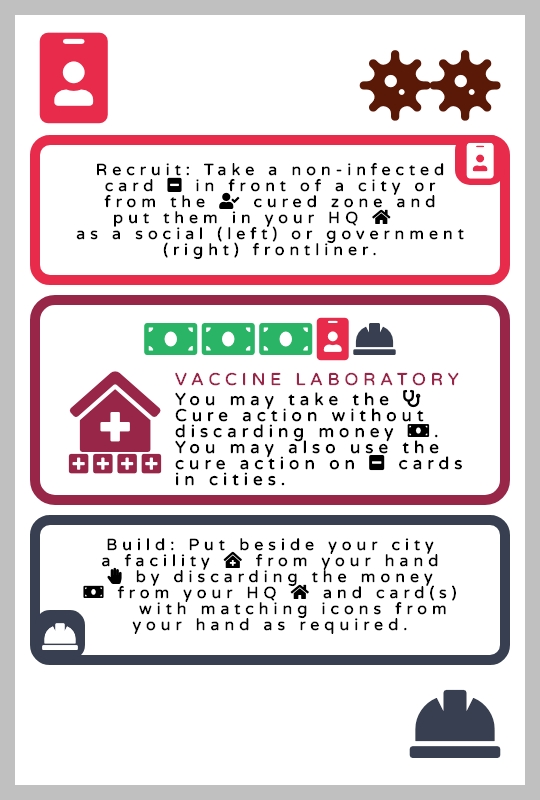 Recruit: Take a non-infected
card in front of a city or
from the cured zone and
put them in your HQ
as a social (left) or government
(right) frontliner.
VACCINE LABORATORY
You may take the
Cure action without
discarding money .
You may also use the
cure action on cards
in cities.
Build: Put beside your city
a facility from your hand
by discarding the money
from your HQ and card(s)
with matching icons from
your hand as required.